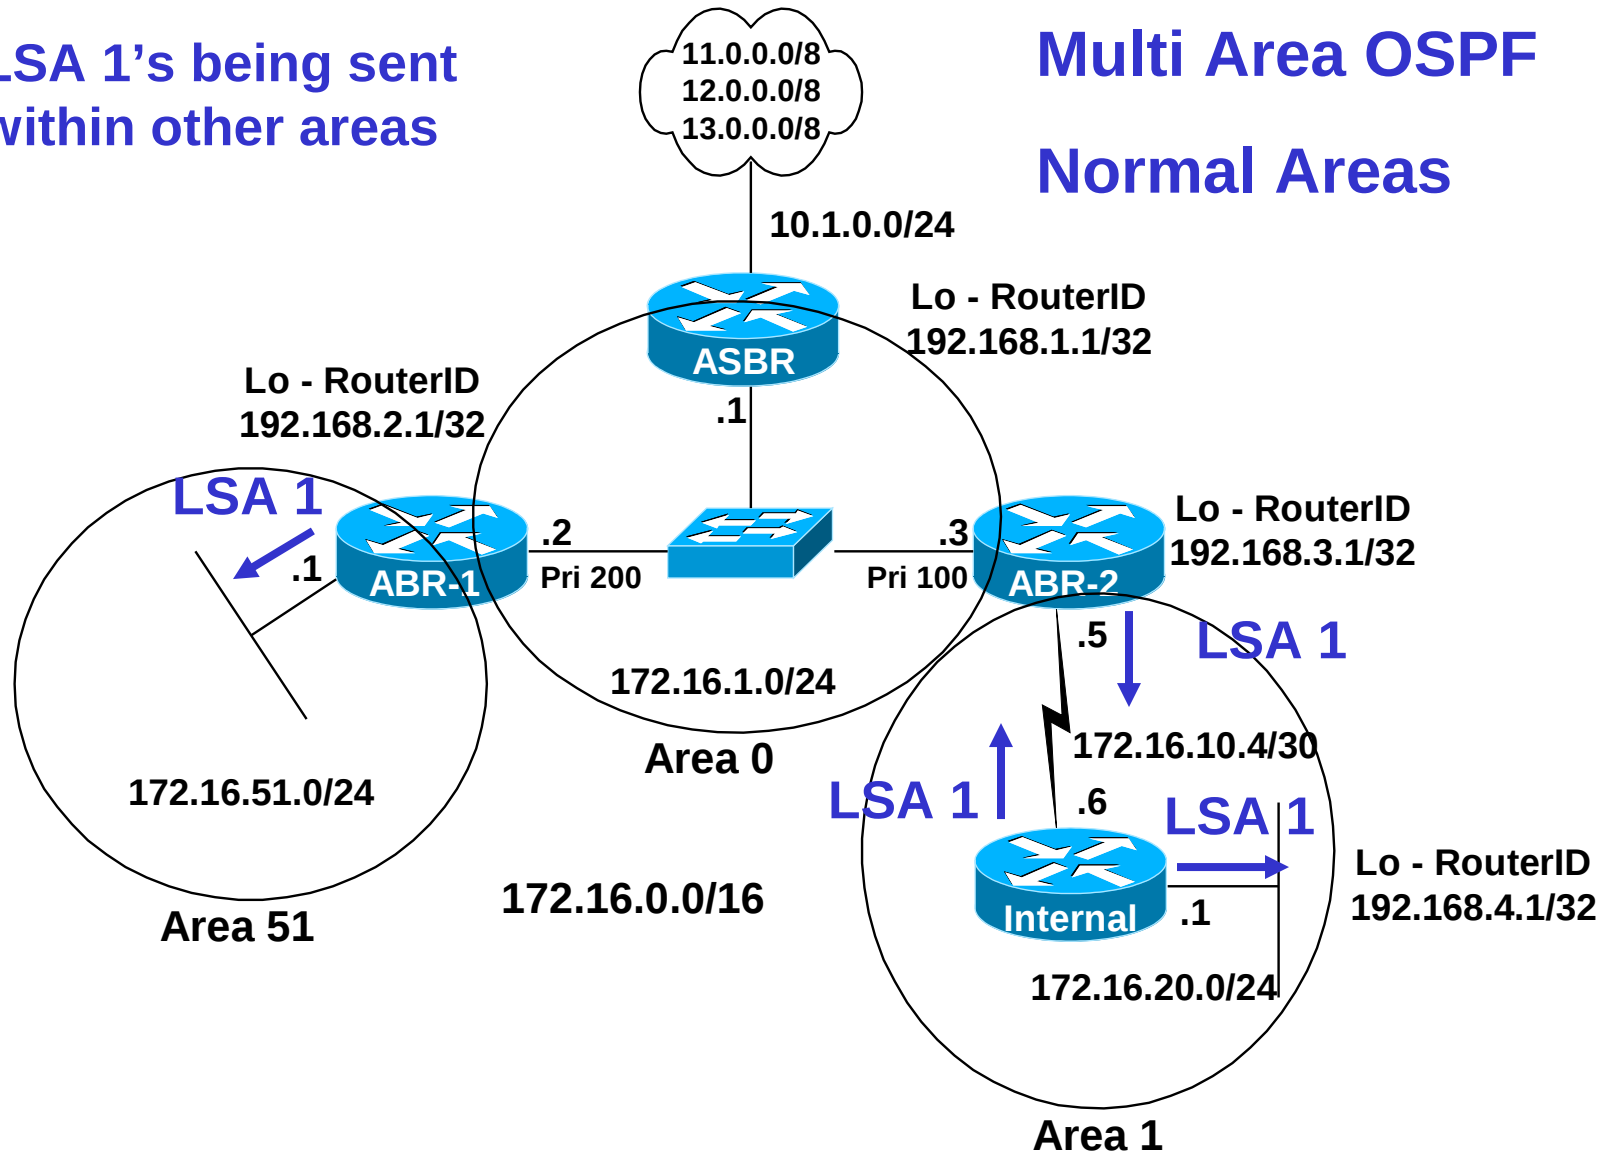 LSA 1’s being sent
within other areas
11.0.0.0/8
12.0.0.0/8
13.0.0.0/8
Multi Area OSPF
Normal Areas
10.1.0.0/24
Lo - RouterID
192.168.1.1/32
ASBR
.1
Lo - RouterID
192.168.2.1/32
LSA 1
.1
ABR-1
.2
Pri 200
.3
Pri 100
ABR-2
Lo - RouterID
192.168.3.1/32
.5
LSA 1
172.16.1.0/24
Area 0
172.16.51.0/24
Area 51
172.16.0.0/16
172.16.10.4/30
LSA 1
.6
LSA 1
Internal
.1
Lo - RouterID
192.168.4.1/32
172.16.20.0/24
Area 1